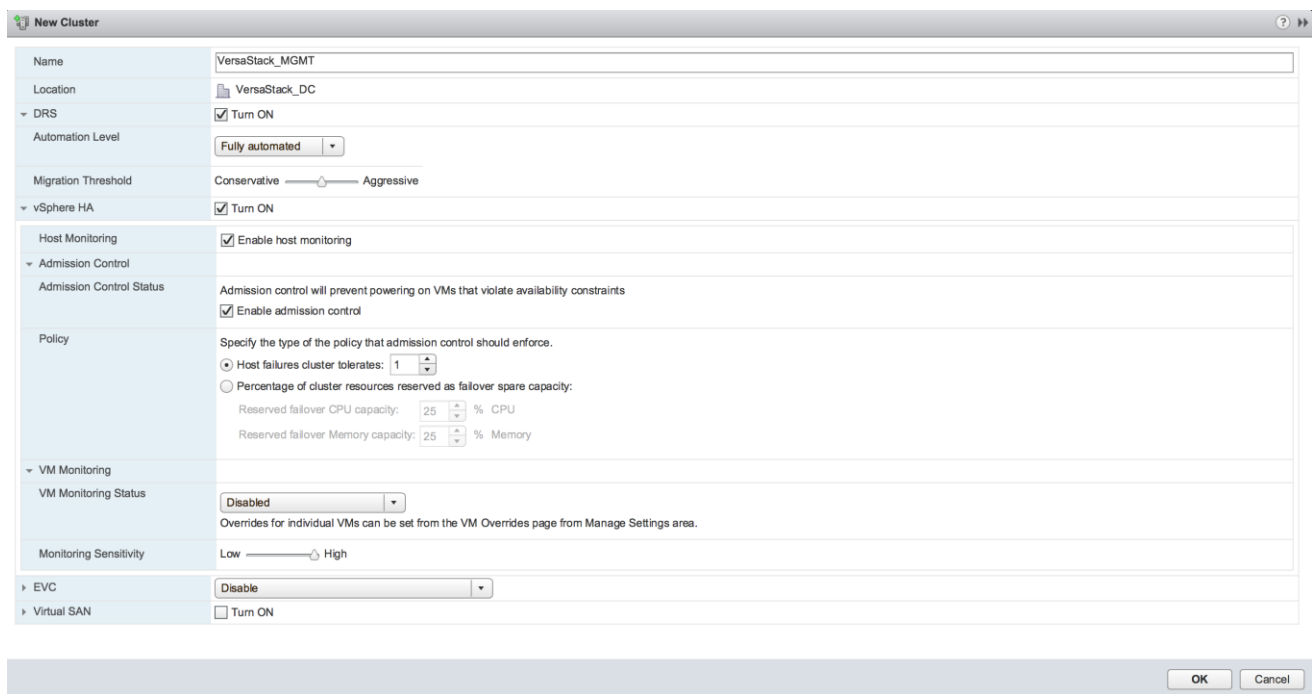 New Cluster
Name VersaStack_MGMT
Location VersaStack_DC
DRS Turn ON
Automation Level Fully automated
Migration Threshold Conservative Aggressive
vSphere HA Turn ON
Host Monitoring Enable host monitoring
Admission Control
Admission Control Status Admission control will prevent powering on VMs that violate availability constraints
Enable admission control
Policy Specify the type of the policy that admission control should enforce.
Host failures cluster tolerates: 1
Percentage of cluster resources reserved as failover spare capacity:
Reserved failover CPU capacity: 25 % CPU
Reserved failover Memory capacity: 25 % Memory
VM Monitoring
VM Monitoring Status Disabled
Overrides for individual VMs can be set from the VM Overrides page from Manage Settings area.
Monitoring Sensitivity Low High
EVC Disable
Virtual SAN Turn ON
OK Cancel